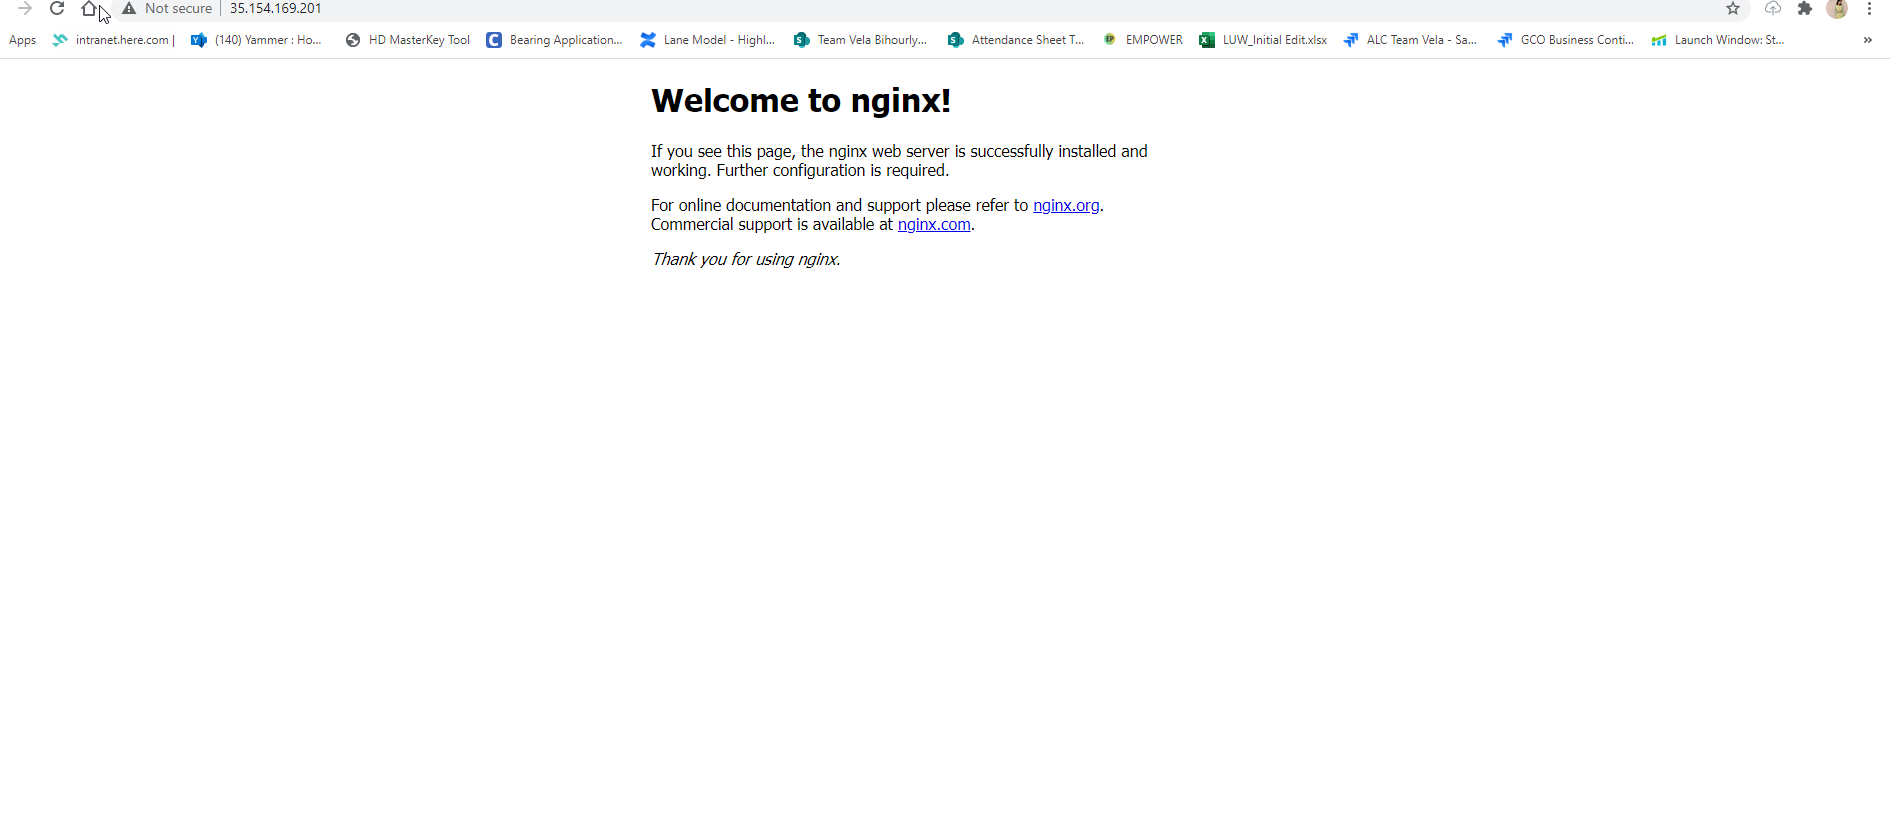 Not secure | 35.154.169.201
Apps intranet.here.com | (140) Yammer : Ho... HD MasterKey Tool Bearing Application... Lane Model - Highl... Team Vela Bihourly... Attendance Sheet T... EMPOWER LUW_Initial Edit.xlsx ALC Team Vela - Sa... GCO Business Conti... Launch Window: St... »
Welcome to nginx!
If you see this page, the nginx web server is successfully installed and
working. Further configuration is required.
For online documentation and support please refer to nginx.org.
Commercial support is available at nginx.com.
Thank you for using nginx.